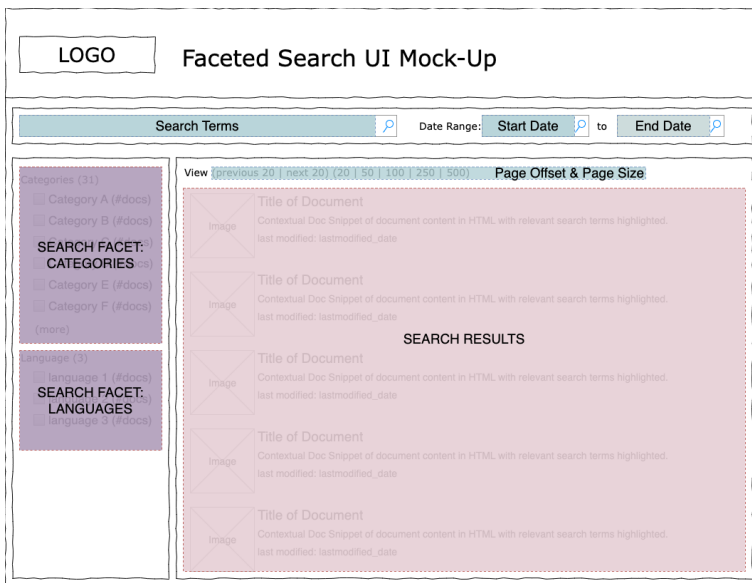 LOGO
Faceted Search UI Mock-Up
Search Terms
Date Range: Start Date to End Date
View (previous 20 | next 20) (20 | 50 | 100 | 250 | 500) Page Offset & Page Size
Categories (31)
Category A (#docs)
Category B (#docs)
SEARCH FACET:
CATEGORIES
Category E (#docs)
Category F (#docs)
(more)
Language (3)
language 1 (#docs)
SEARCH FACET:
LANGUAGES
language 3 (#docs)
Image
Title of Document
Contextual Doc Snippet of document content in HTML with relevant search terms highlighted.
last modified: lastmodified_date
Image
Title of Document
Contextual Doc Snippet of document content in HTML with relevant search terms highlighted.
last modified: lastmodified_date
SEARCH RESULTS
Image
Title of Document
Contextual Doc Snippet of document content in HTML with relevant search terms highlighted.
last modified: lastmodified_date
Image
Title of Document
Contextual Doc Snippet of document content in HTML with relevant search terms highlighted.
last modified: lastmodified_date
Image
Title of Document
Contextual Doc Snippet of document content in HTML with relevant search terms highlighted.
last modified: lastmodified_date